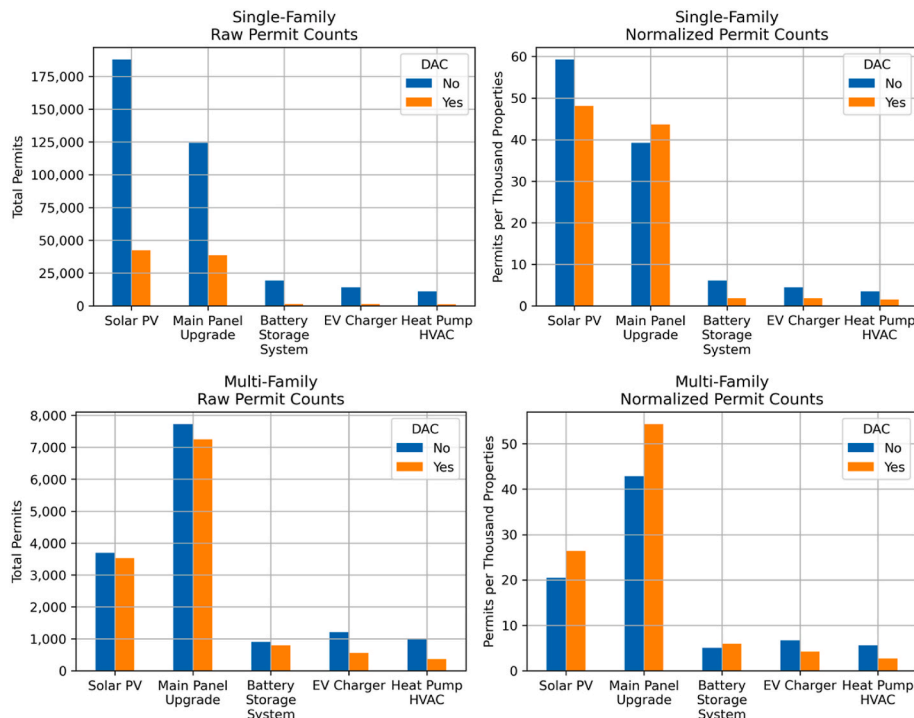 Single-Family
Raw Permit Counts
Total Permits
175,000
150,000
125,000
100,000
75,000
50,000
25,000
0
DAC
No
Yes
Solar PV
Main Panel
Upgrade
Battery
Storage
System
EV Charger
Heat Pump
HVAC
Single-Family
Normalized Permit Counts
Permits per Thousand Properties
60
50
40
30
20
10
0
DAC
No
Yes
Solar PV
Main Panel
Upgrade
Battery
Storage
System
EV Charger
Heat Pump
HVAC
Multi-Family
Raw Permit Counts
Total Permits
8,000
7,000
6,000
5,000
4,000
3,000
2,000
1,000
0
DAC
No
Yes
Solar PV
Main Panel
Upgrade
Battery
Storage
System
EV Charger
Heat Pump
HVAC
Multi-Family
Normalized Permit Counts
Permits per Thousand Properties
50
40
30
20
10
0
DAC
No
Yes
Solar PV
Main Panel
Upgrade
Battery
Storage
System
EV Charger
Heat Pump
HVAC